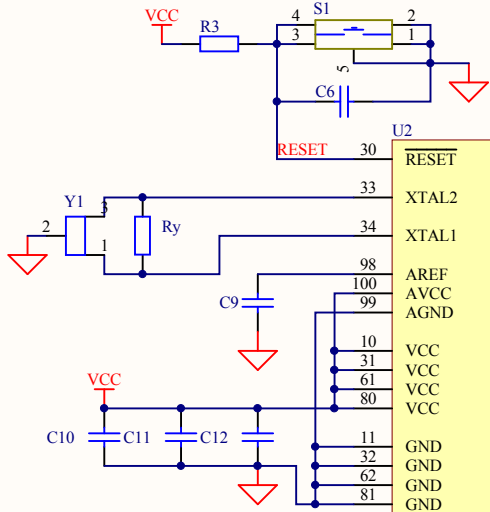 VCC
R3
S1
4
2
3
1
5
C6
U2
RESET
30
RESET
33
XTAL2
Y1
3
2
Ry
34
XTAL1
1
98
AREF
100
AVCC
C9
99
AGND
10
VCC
31
VCC
61
VCC
VCC
80
VCC
C10
C11
C12
11
GND
32
GND
62
GND
81
GND